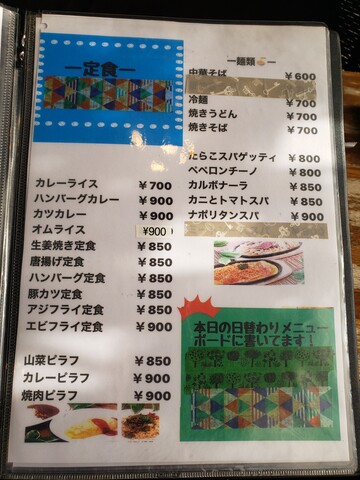 ー定食ー
カレーライス ￥700
ハンバーグカレー ￥900
カツカレー ￥900
オムライス ¥900
生姜焼き定食 ￥850
唐揚げ定食 ￥850
ハンバーグ定食 ￥850
豚カツ定食 ￥850
アジフライ定食 ￥850
エビフライ定食 ￥900
山菜ピラフ ￥850
カレーピラフ ￥900
焼肉ピラフ ￥900
ー麺類ー
中華そば ￥600
冷麺 ￥700
焼きうどん ￥700
焼きそば ￥700
たらこスパゲッティ ￥800
ペペロンチーノ ￥800
カルボナーラ ￥850
カニとトマトスパ ￥850
ナポリタンスパ ￥900
本日の日替わりメニュー
ボードに書いてます！